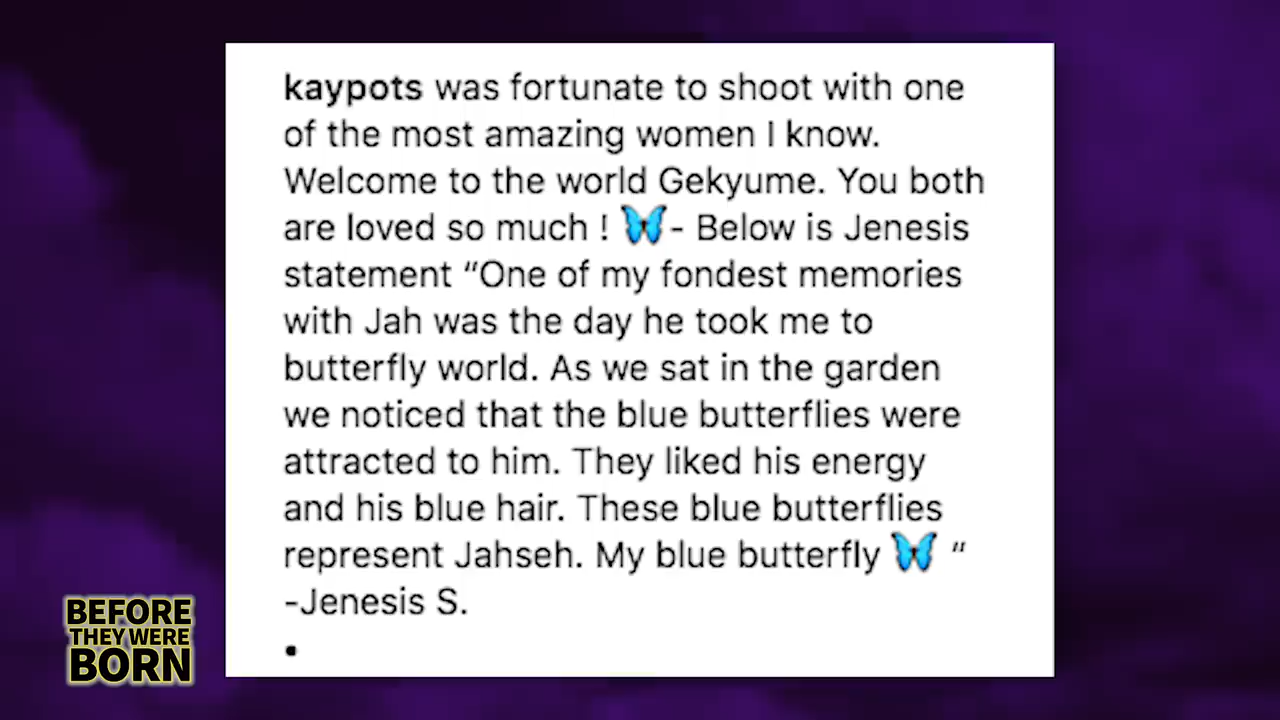 kaypots was fortunate to shoot with one
of the most amazing women I know.
Welcome to the world Gekyume. You both
are loved so much ! 🦋- Below is Jenesis
statement “One of my fondest memories
with Jah was the day he took me to
butterfly world. As we sat in the garden
we noticed that the blue butterflies were
attracted to him. They liked his energy
and his blue hair. These blue butterflies
represent Jahseh. My blue butterfly 🦋 “
-Jenesis S.
•
BEFORE
THEY WERE
BORN